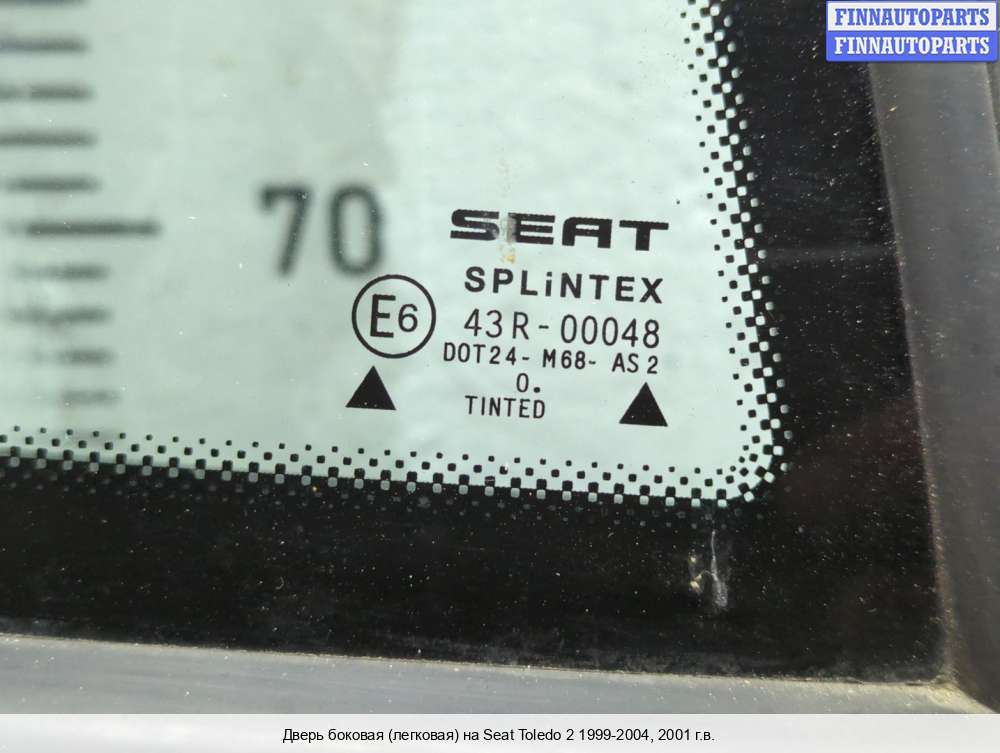 FINNAUTOPARTS
FINNAUTOPARTS
70
SEAT
SPLiNTEX
E6
43R-00048
DOT24- M68- AS2
0.
TINTED
Дверь боковая (легковая) на Seat Toledo 2 1999-2004, 2001 г.в.